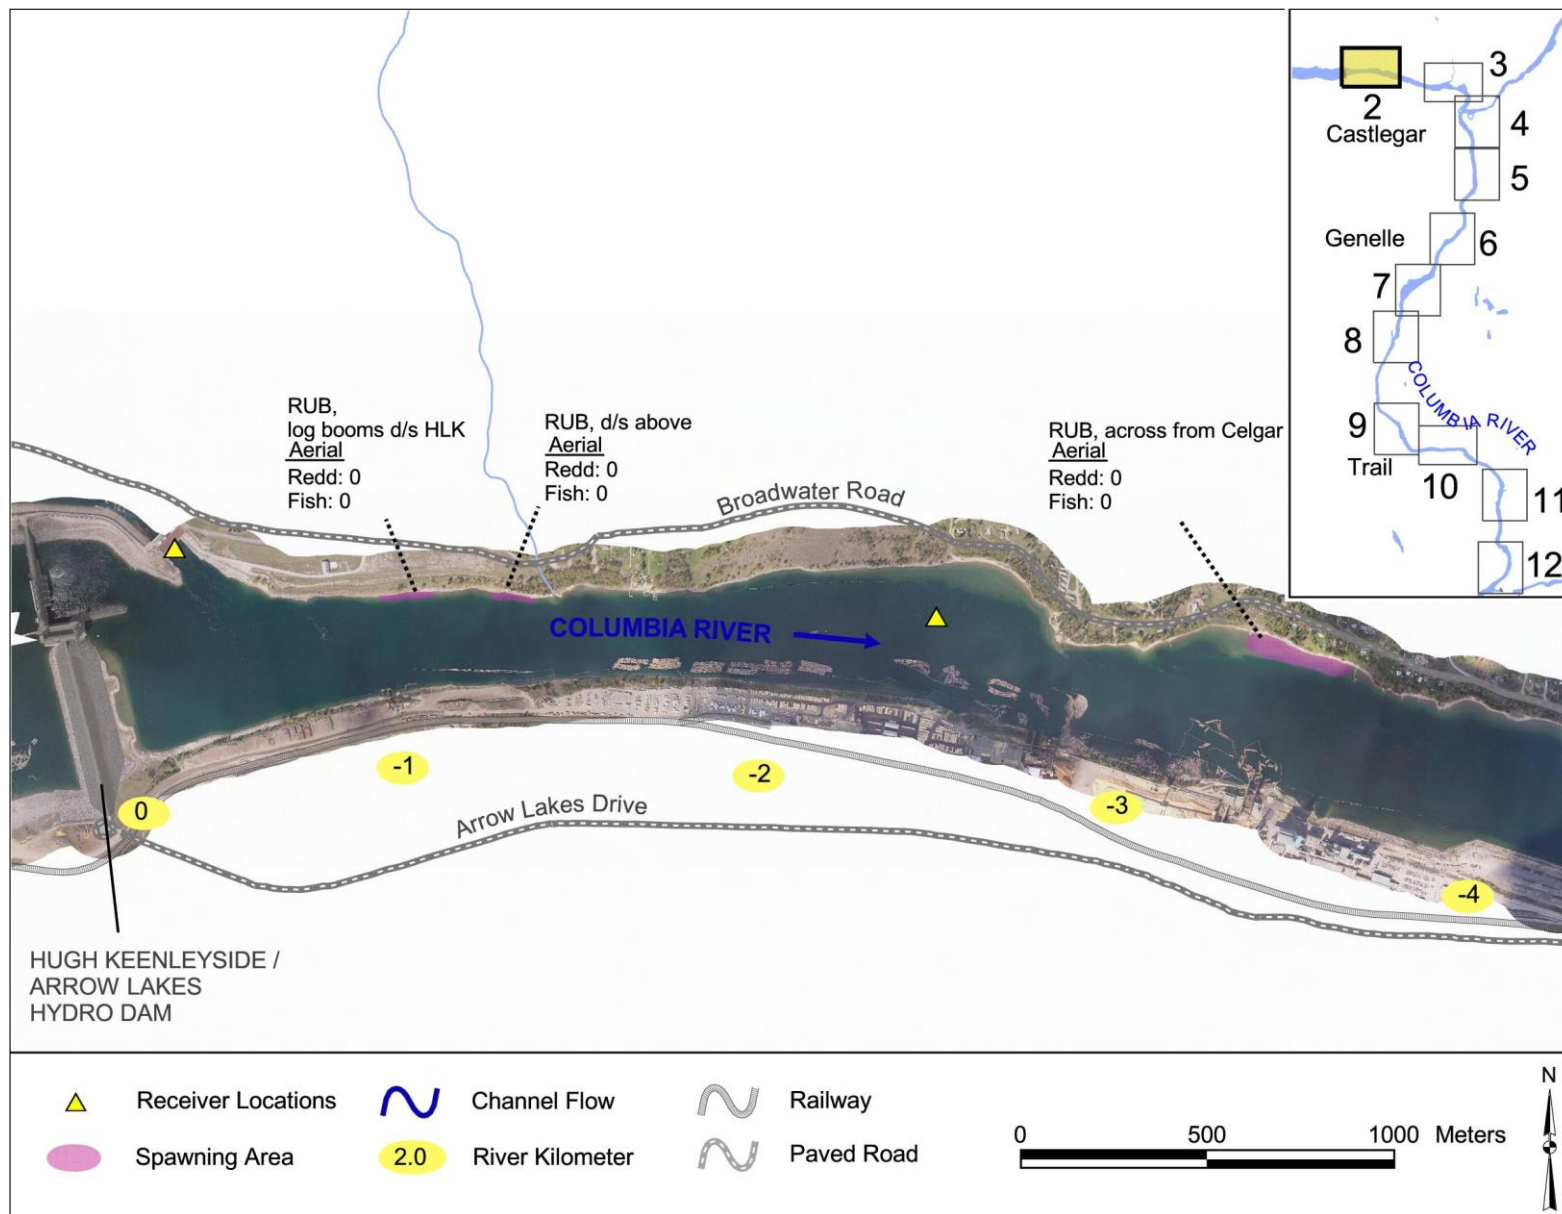 3
2
Castlegar
4
5
Genelle
6
7
8
COLUMBIA RIVER
9
Trail
10
11
12
RUB,
log booms d/s HLK
Aerial
Redd: 0
Fish: 0
RUB, d/s above
Aerial
Redd: 0
Fish: 0
RUB, across from Celgar
Aerial
Redd: 0
Fish: 0
Broadwater Road
COLUMBIA RIVER
-1
-2
0
-3
Arrow Lakes Drive
-4
HUGH KEENLEYSIDE /
ARROW LAKES
HYDRO DAM
Receiver Locations
Channel Flow
Railway
Spawning Area
2.0
River Kilometer
Paved Road
0 500 1000 Meters
N